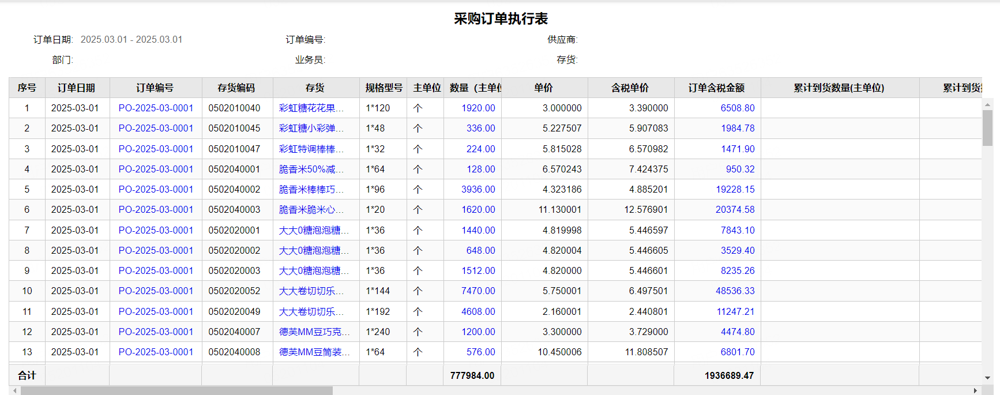 采购订单执行表
订单日期: 2025.03.01 - 2025.03.01 订单编号: 供应商:
部门: 业务员: 存货:
序号 订单日期 订单编号 存货编码 存货 规格型号 主单位 数量（主单位 单价 含税单价 订单含税金额 累计到货数量(主单位) 累计到货
1 2025-03-01 PO-2025-03-0001 0502010040 彩虹糖花花果... 1*120 个 1920.00 3.000000 3.390000 6508.80
2 2025-03-01 PO-2025-03-0001 0502010045 彩虹糖小彩弹... 1*48 个 336.00 5.227507 5.907083 1984.78
3 2025-03-01 PO-2025-03-0001 0502010047 彩虹特调棒棒... 1*32 个 224.00 5.815028 6.570982 1471.90
4 2025-03-01 PO-2025-03-0001 0502040001 脆香米50%减... 1*64 个 128.00 6.570243 7.424375 950.32
5 2025-03-01 PO-2025-03-0001 0502040002 脆香米棒棒巧... 1*96 个 3936.00 4.323186 4.885201 19228.15
6 2025-03-01 PO-2025-03-0001 0502040003 脆香米脆米心... 1*20 个 1620.00 11.130001 12.576901 20374.58
7 2025-03-01 PO-2025-03-0001 0502020001 大大0糖泡泡糖... 1*36 个 1440.00 4.819998 5.446597 7843.10
8 2025-03-01 PO-2025-03-0001 0502020002 大大0糖泡泡糖... 1*36 个 648.00 4.820004 5.446605 3529.40
9 2025-03-01 PO-2025-03-0001 0502020003 大大0糖泡泡糖... 1*36 个 1512.00 4.820000 5.446601 8235.26
10 2025-03-01 PO-2025-03-0001 0502020052 大大卷切切乐... 1*144 个 7470.00 5.750001 6.497501 48536.33
11 2025-03-01 PO-2025-03-0001 0502020049 大大卷切切乐... 1*192 个 4608.00 2.160001 2.440801 11247.21
12 2025-03-01 PO-2025-03-0001 0502040007 德芙MM豆巧克... 1*240 个 1200.00 3.300000 3.729000 4474.80
13 2025-03-01 PO-2025-03-0001 0502040008 德芙MM豆筒装... 1*64 个 576.00 10.450006 11.808507 6801.70
合计 777984.00 1936689.47